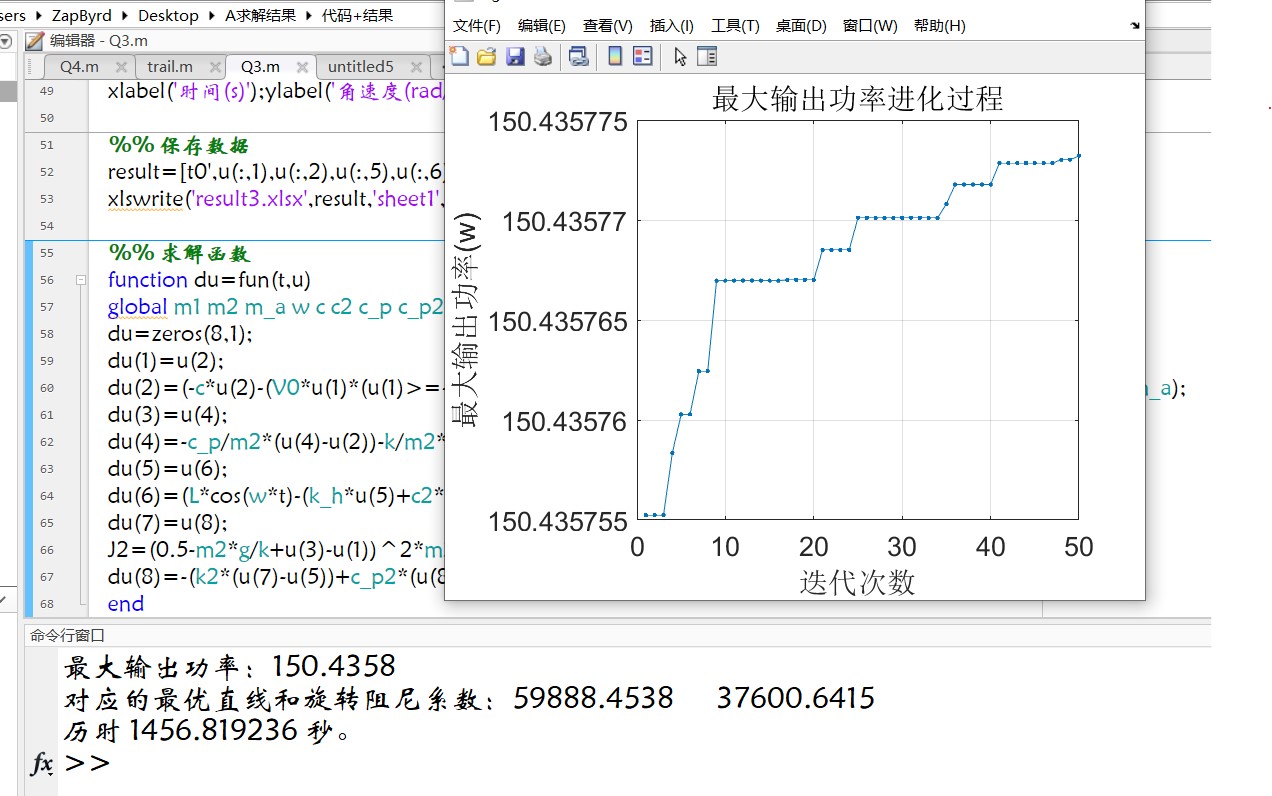 sers > ZapByrd > Desktop > A求解结果 > 代码+结果
编辑器 - Q3.m
Q4.m trail.m Q3.m untitled5
49 xlabel('时间(s)');ylabel('角速度(rad/
50
51 %% 保存数据
52 result=[t0',u(:,1),u(:,2),u(:,5),u(:,6
53 xlswrite('result3.xlsx',result,'sheet1',
54
55 %% 求解函数
56 function du=fun(t,u)
57 global m1 m2 m_a w c c2 c_p c_p2
58 du=zeros(8,1);
59 du(1)=u(2);
60 du(2)=(-c*u(2)-(V0*u(1)*(u(1)>=- _a);
61 du(3)=u(4);
62 du(4)=-c_p/m2*(u(4)-u(2))-k/m2*
63 du(5)=u(6);
64 du(6)=(L*cos(w*t)-(k_h*u(5)+c2*
65 du(7)=u(8);
66 J2=(0.5-m2*g/k+u(3)-u(1))^2*m
67 du(8)=-(k2*(u(7)-u(5))+c_p2*(u(8
68 end
文件(F) 编辑(E) 查看(V) 插入(I) 工具(T) 桌面(D) 窗口(W) 帮助(H)
最大输出功率进化过程
150.435775
150.43577
150.435765
150.43576
150.435755
最大输出功率(w)
0 10 20 30 40 50
迭代次数
命令行窗口
最大输出功率：150.4358
对应的最优直线和旋转阻尼系数：59888.4538 37600.6415
历时 1456.819236 秒。
fx >>